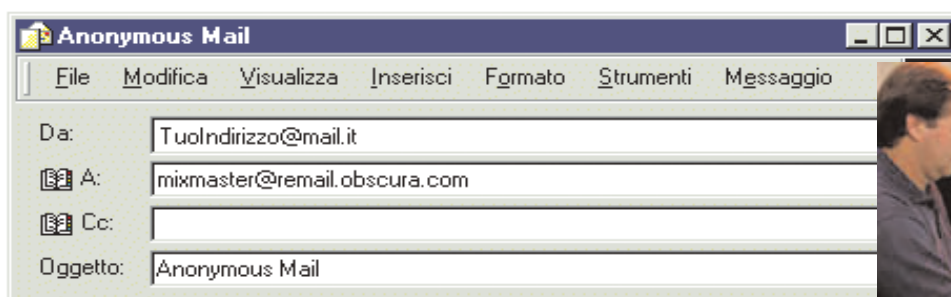 Anonymous Mail
File Modifica Visualizza Inserisci Formato Strumenti Messaggio
Da: TuoIndirizzo@mail.it
A: mixmaster@remail.obscura.com
Cc:
Oggetto: Anonymous Mail